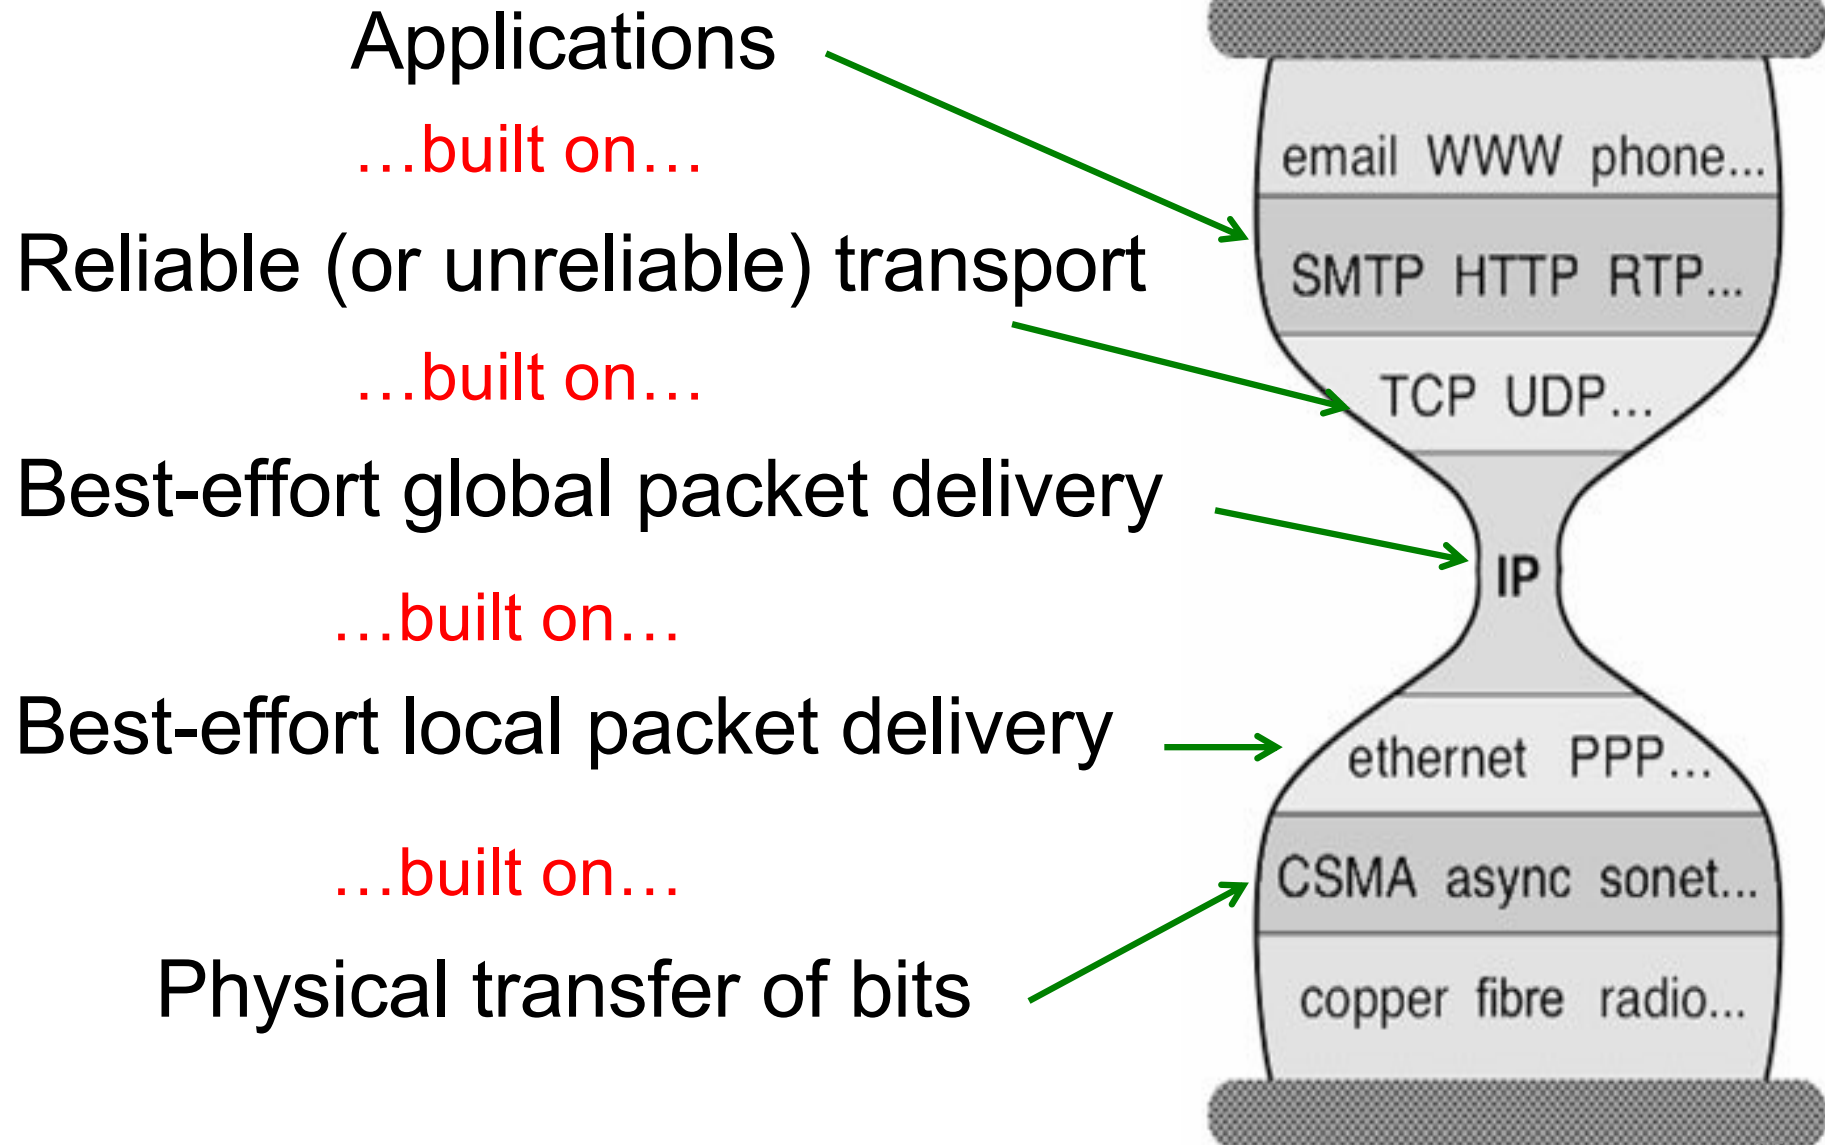 Applications
…built on…
Reliable (or unreliable) transport
…built on…
Best-effort global packet delivery
…built on…
Best-effort local packet delivery
…built on…
Physical transfer of bits
email WWW phone...
SMTP HTTP RTP...
TCP UDP…
IP
ethernet PPP…
CSMA async sonet...
copper fibre radio...